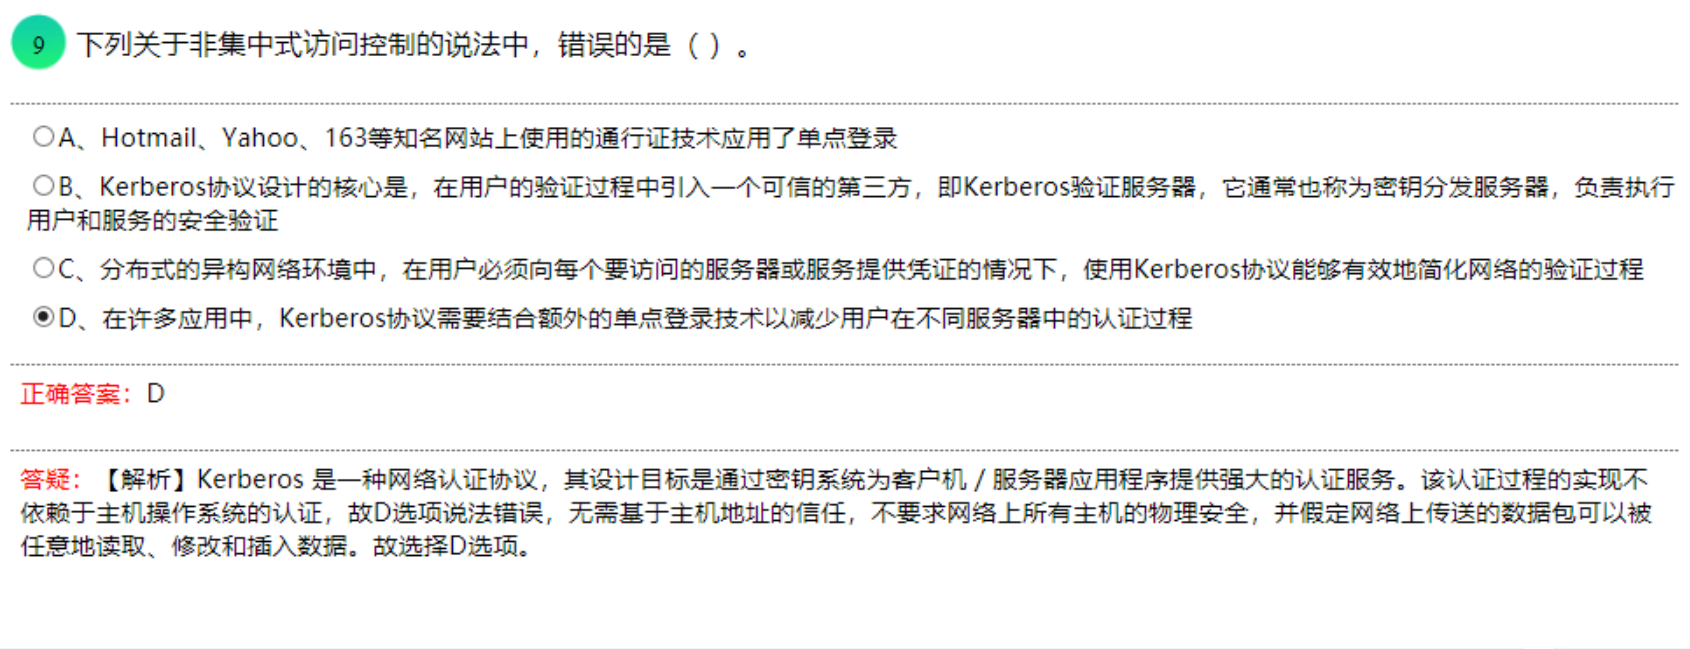 9 下列关于非集中式访问控制的说法中，错误的是（ ）。
A、Hotmail、Yahoo、163等知名网站上使用的通行证技术应用了单点登录
B、Kerberos协议设计的核心是，在用户的验证过程中引入一个可信的第三方，即Kerberos验证服务器，它通常也称为密钥分发服务器，负责执行
用户和服务的安全验证
C、分布式的异构网络环境中，在用户必须向每个要访问的服务器或服务提供凭证的情况下，使用Kerberos协议能够有效地简化网络的验证过程
D、在许多应用中，Kerberos协议需要结合额外的单点登录技术以减少用户在不同服务器中的认证过程
正确答案：D
答疑：【解析】Kerberos 是一种网络认证协议，其设计目标是通过密钥系统为客户机 / 服务器应用程序提供强大的认证服务。该认证过程的实现不
依赖于主机操作系统的认证，故D选项说法错误，无需基于主机地址的信任，不要求网络上所有主机的物理安全，并假定网络上传送的数据包可以被
任意地读取、修改和插入数据。故选择D选项。